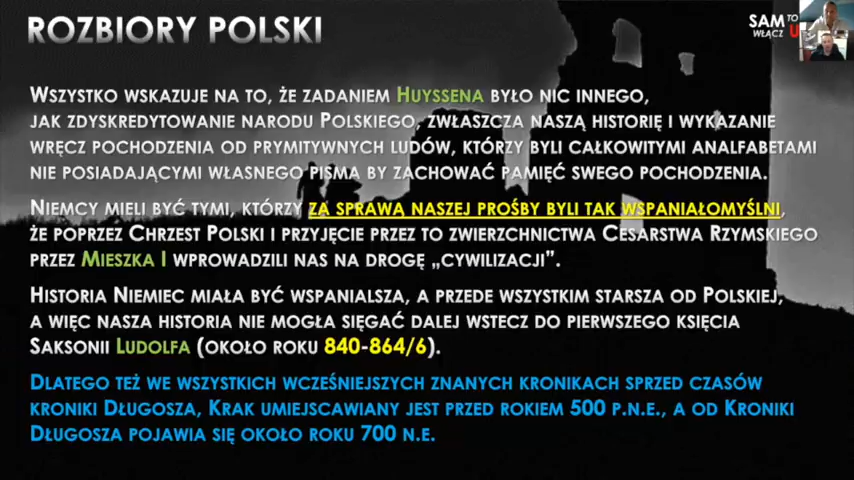 ROZBIORY POLSKI
SAM TO
WŁĄCZ
WSZYSTKO WSKAZUJE NA TO, ŻE ZADANIEM HUYSSENA BYŁO NIC INNEGO,
JAK ZDYSKREDYTOWANIE NARODU POLSKIEGO, ZWŁASZCZA NASZĄ HISTORIĘ I WYKAZANIE
WRĘCZ POCHODZENIA OD PRYMITYWNYCH LUDÓW, KTÓRZY BYLI CAŁKOWITYMI ANALFABETAMI
NIE POSIADAJĄCYMI WŁASNEGO PISMA BY ZACHOWAĆ PAMIĘĆ SWEGO POCHODZENIA.
NIEMCY MIELI BYĆ TYMI, KTÓRZY ZA SPRAWĄ NASZEJ PROŚBY BYLI TAK WSPANIAŁOMYŚLNI,
ŻE POPRZEZ CHRZEST POLSKI I PRZYJĘCIE PRZEZ TO ZWIERZCHNICTWA CESARSTWA RZYMSKIEGO
PRZEZ MIESZKA I WPROWADZILI NAS NA DROGĘ „CYWILIZACJI”.
HISTORIA NIEMIEC MIAŁA BYĆ WSPANIALSZA, A PRZEDE WSZYSTKIM STARSZA OD POLSKIEJ,
A WIĘC NASZA HISTORIA NIE MOGŁA SIĘGAĆ DALEJ WSTECZ DO PIERWSZEGO KSIĘCIA
SAKSONII LUDOLFA (OKOŁO ROKU 840-864/6).
DLATEGO TEŻ WE WSZYSTKICH WCZEŚNIEJSZYCH ZNANYCH KRONIKACH SPRZED CZASÓW
KRONIKI DŁUGOSZA, KRAK UMIEJSCAWIANY JEST PRZED ROKIEM 500 P.N.E., A OD KRONIKI
DŁUGOSZA POJAWIA SIĘ OKOŁO ROKU 700 N.E.